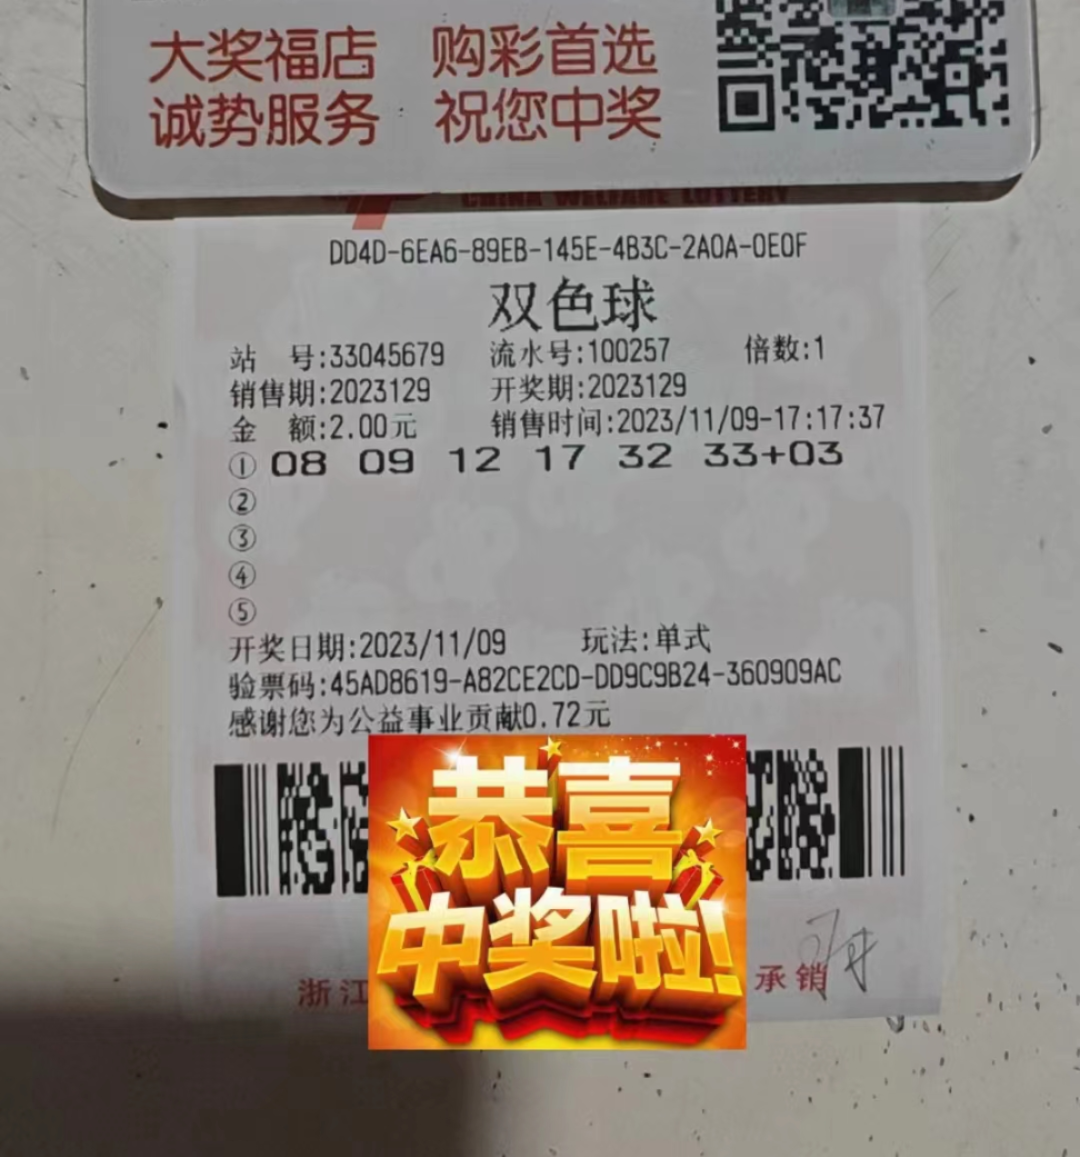 大奖福店 购彩首选
诚势服务 祝您中奖
CHINA WELFARE LOTTERY
DD4D-6EA6-89EB-145E-4B3C-2A0A-0E0F
双色球
站 号:33045679 流水号:100257 倍数:1
销售期:2023129 开奖期:2023129
金 额:2.00元 销售时间:2023/11/09-17:17:37
① 08 09 12 17 32 33+03
②
③
④
⑤
开奖日期:2023/11/09 玩法:单式
验票码:45AD8619-A82CE2CD-DD9C9B24-360909AC
感谢您为公益事业贡献0.72元
恭喜
中奖啦!
浙江 承销